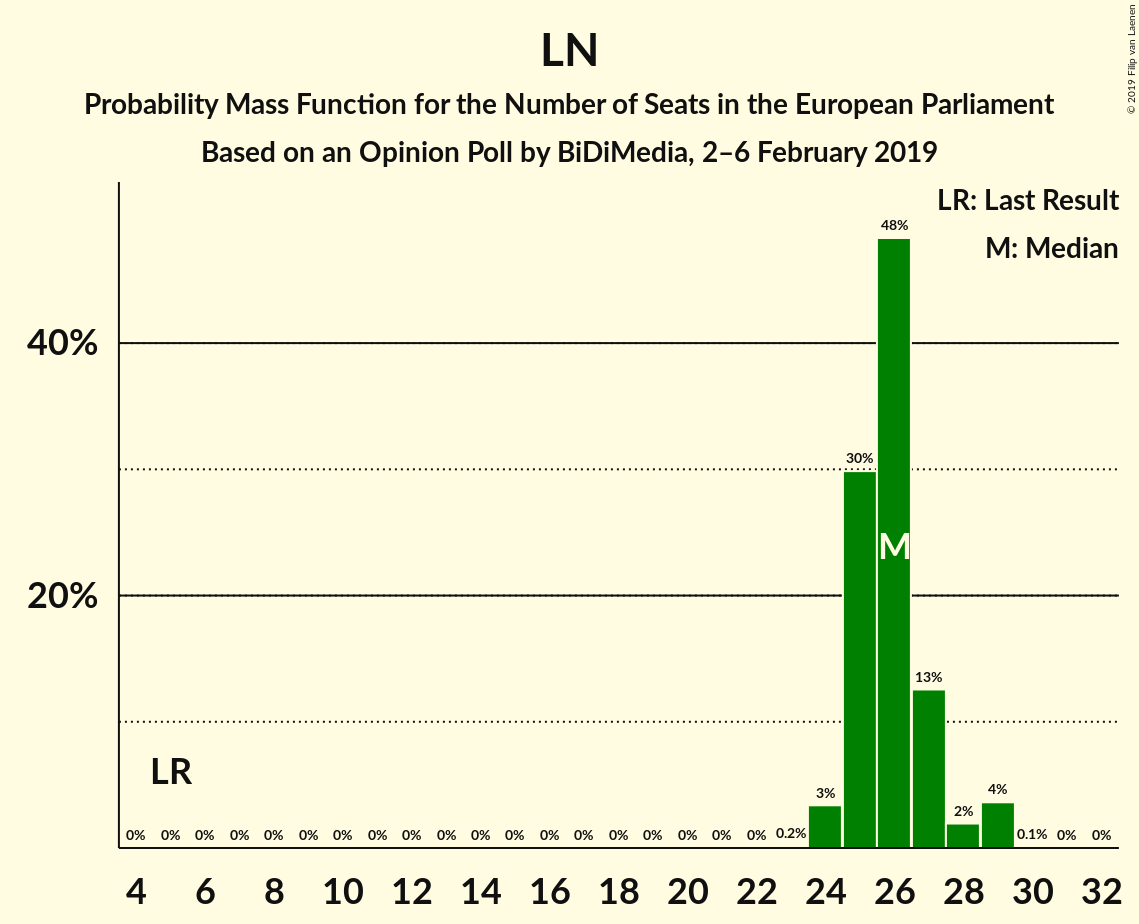 LN
Probability Mass Function for the Number of Seats in the European Parliament
Based on an Opinion Poll by BiDiMedia, 2–6 February 2019
© 2019 Filip van Laenen
LR: Last Result
M: Median
48%
40%
30%
M
20%
13%
LR
3%
4%
2%
0% 0% 0% 0% 0% 0% 0% 0% 0% 0% 0% 0% 0% 0% 0% 0% 0% 0% 0% 0.2% 0.1% 0% 0%
4 6 8 10 12 14 16 18 20 22 24 26 28 30 32